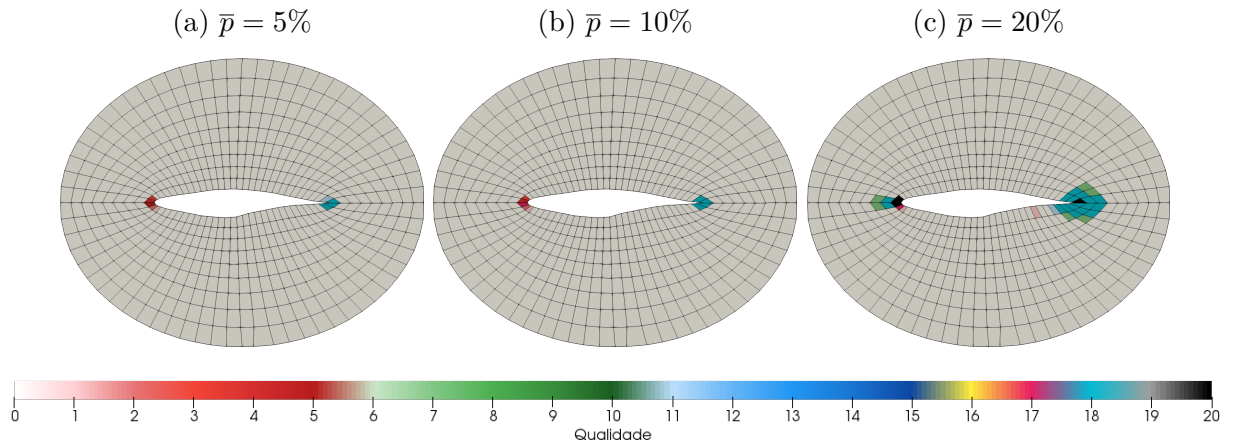 (a) p̅ = 5%
(b) p̅ = 10%
(c) p̅ = 20%
0 1 2 3 4 5 6 7 8 9 10 11 12 13 14 15 16 17 18 19 20
Qualidade